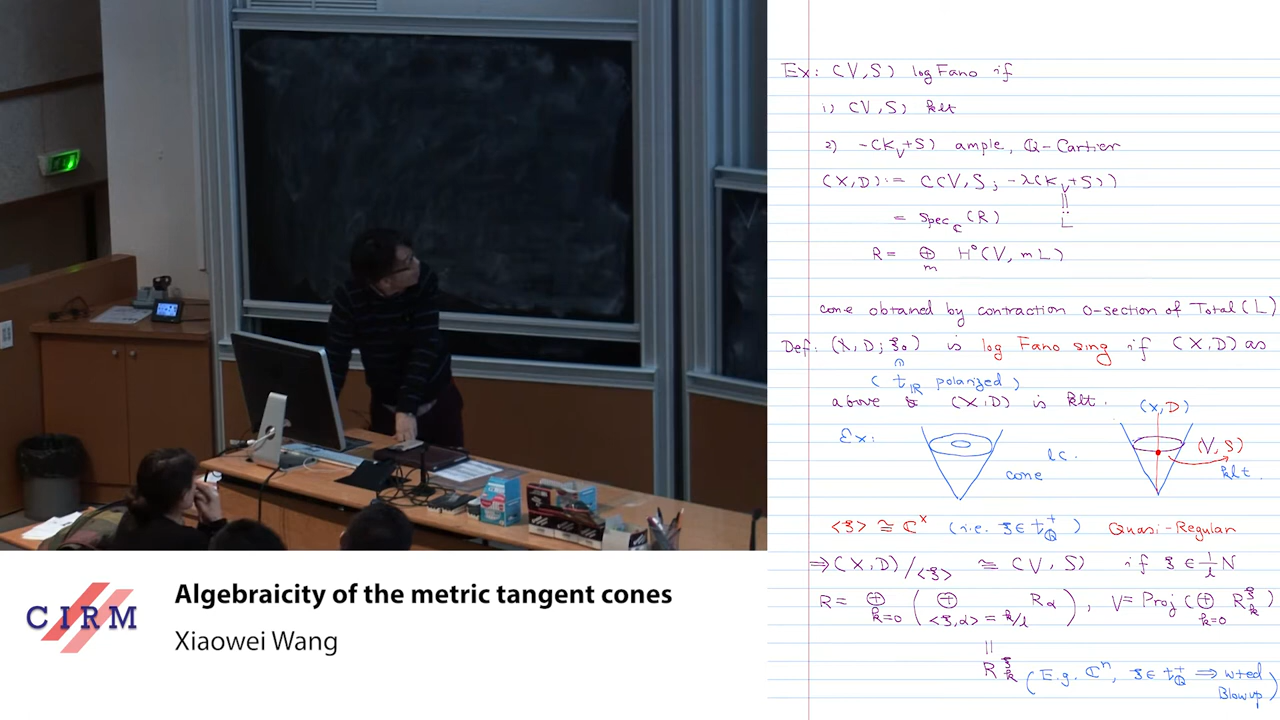 Ex: (V, S) log Fano if
1) (V, S) klt
2) -(K_V+S) ample, Q-Cartier
(X, D) := C(V, S; -λ(K_V+S))
=
L
= Spec_ℂ(R)
R = ⊕_m H⁰(V, mL)
cone obtained by contraction 0-section of Total(L)
Def: (X, D; ξ₀) is log Fano sing if (X, D) as
∩
( t_ℝ polarized)
above & (X, D) is klt.
Ex:
cone
lc.
(X, D)
(V, S)
klt.
<ξ> ≅ ℂ^× (i.e. ξ ∈ t_ℚ^+) Quasi-Regular
⇒ (X, D)/<ξ> ≅ (V, S) if ξ ∈ 1/l N
R = ⊕_{k=0} ( ⊕_{<ξ,α> = k/l} R_α ), V = Proj(⊕_{k=0} R_k^ξ)
||
R_k^ξ (E.g. ℂ^n, ξ ∈ t_ℚ^+ ⇒ wted
Blowup)
CIRM
Algebraicity of the metric tangent cones
Xiaowei Wang